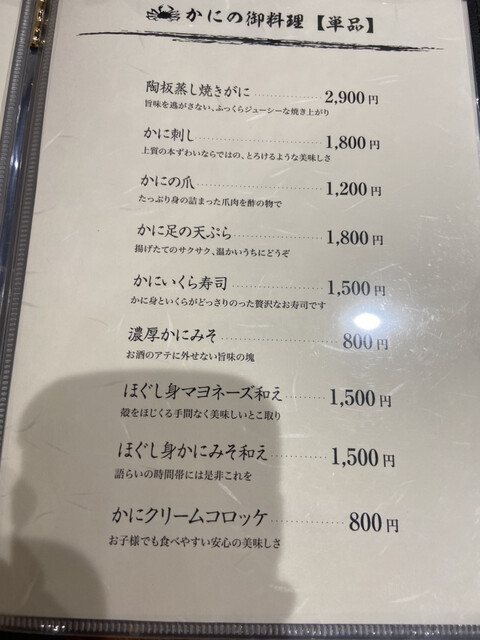 かにの御料理【単品】
陶板蒸し焼きがに 2,900円
旨味を逃がさない、ふっくらジューシーな焼き上がり
かに刺し 1,800円
上質の本ずわいならではの、とろけるような美味しさ
かにの爪 1,200円
たっぷり身の詰まった爪肉を酢の物で
かに足の天ぷら 1,800円
揚げたてのサクサク、温かいうちにどうぞ
かにいくら寿司 1,500円
かに身といくらがどっさりのった贅沢なお寿司です
濃厚かにみそ 800円
お酒のアテに外せない旨味の塊
ほぐし身マヨネーズ和え 1,500円
殻をほじくる手間なく美味しいとこ取り
ほぐし身かにみそ和え 1,500円
語らいの時間帯には是非これを
かにクリームコロッケ 800円
お子様でも食べやすい安心の美味しさ